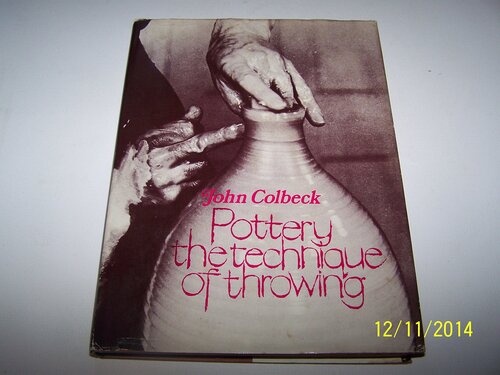 John Colbeck
Pottery
the technique
of throwing
12/11/2014